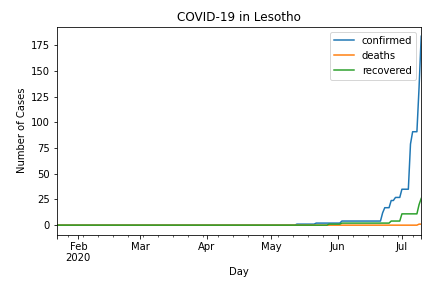 COVID-19 in Lesotho
confirmed
deaths
recovered
175
150
125
100
75
50
25
0
Number of Cases
Feb Mar Apr May Jun Jul
2020
Day